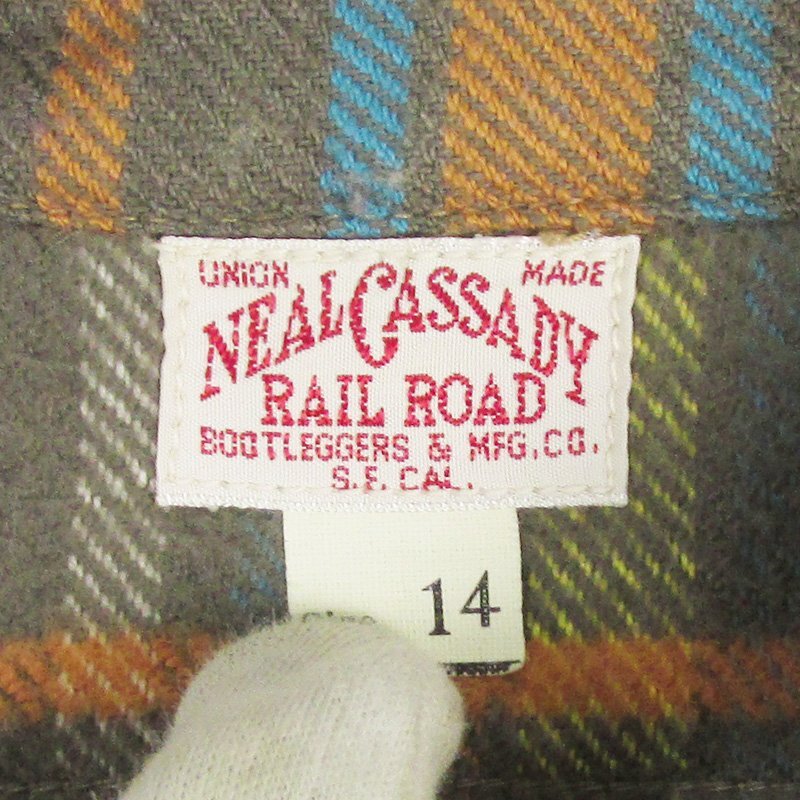 UNION MADE
NEAL CASSADY
RAIL ROAD
BOOTLEGGERS & MFG.CO.
S.F. CAL.
14